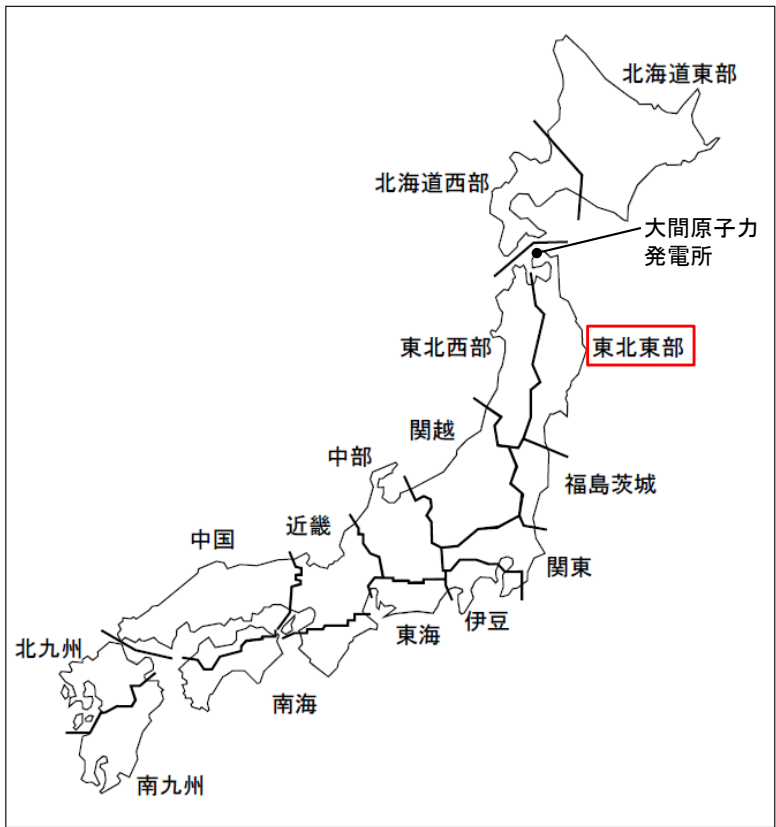 北海道東部
北海道西部
大間原子力
発電所
東北西部
東北東部
関越
中部
福島茨城
近畿
中国
関東
伊豆
東海
北九州
南海
南九州